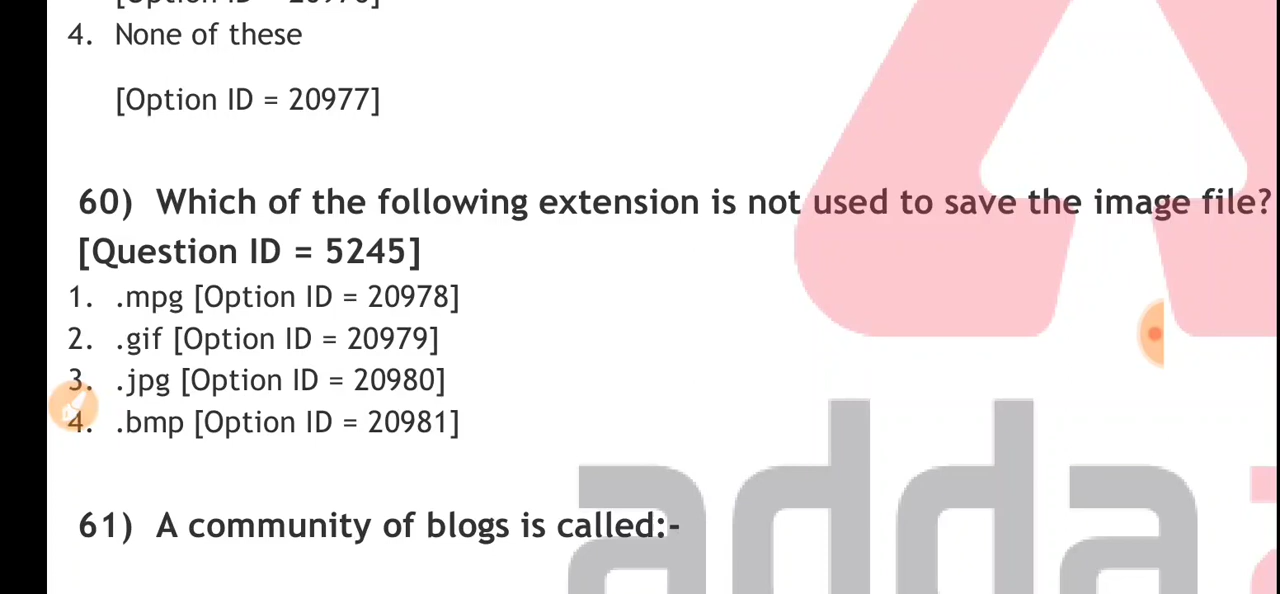 4. None of these
[Option ID = 20977]
60) Which of the following extension is not used to save the image file?
[Question ID = 5245]
1. .mpg [Option ID = 20978]
2. .gif [Option ID = 20979]
3. .jpg [Option ID = 20980]
4. .bmp [Option ID = 20981]
61) A community of blogs is called:-
adda